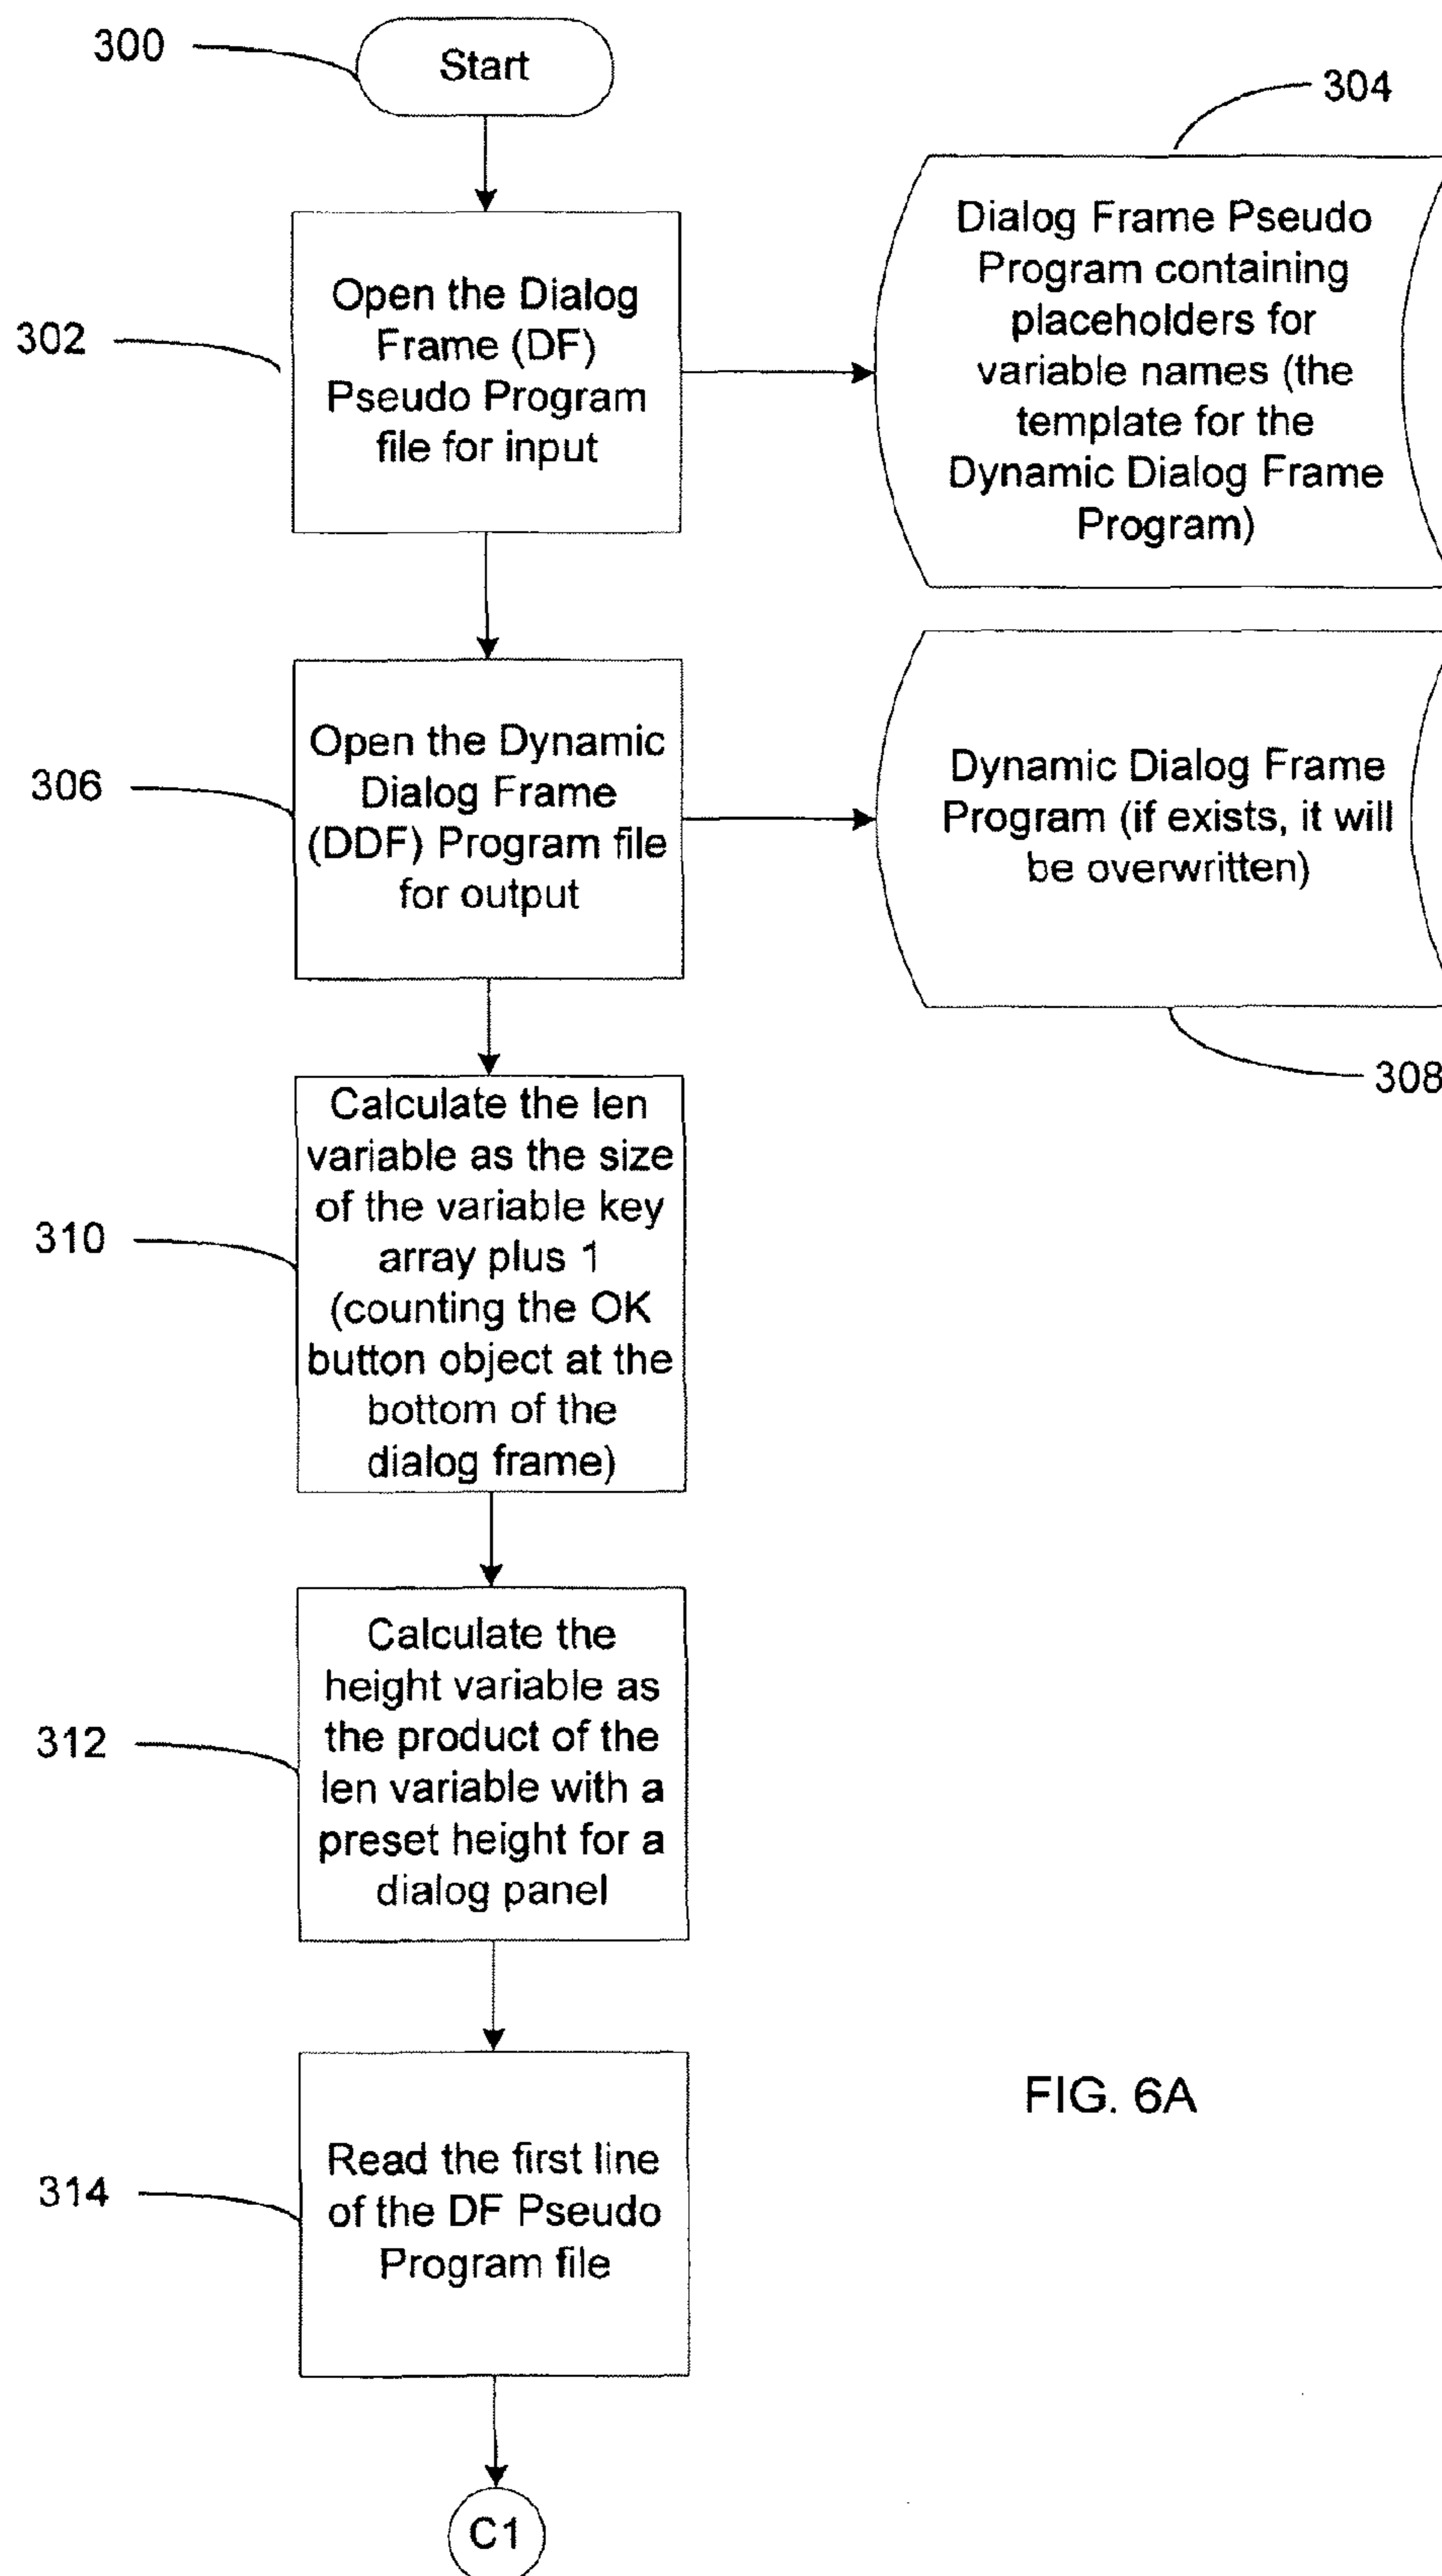 300
Start
304
302
Open the Dialog
Frame (DF)
Pseudo Program
file for input
Dialog Frame Pseudo
Program containing
placeholders for
variable names (the
template for the
Dynamic Dialog Frame
Program)
306
Open the Dynamic
Dialog Frame
(DDF) Program file
for output
Dynamic Dialog Frame
Program (if exists, it will
be overwritten)
308
310
Calculate the len
variable as the size
of the variable key
array plus 1
(counting the OK
button object at the
bottom of the
dialog frame)
312
Calculate the
height variable as
the product of the
len variable with a
preset height for a
dialog panel
314
Read the first line
of the DF Pseudo
Program file
FIG. 6A
C1